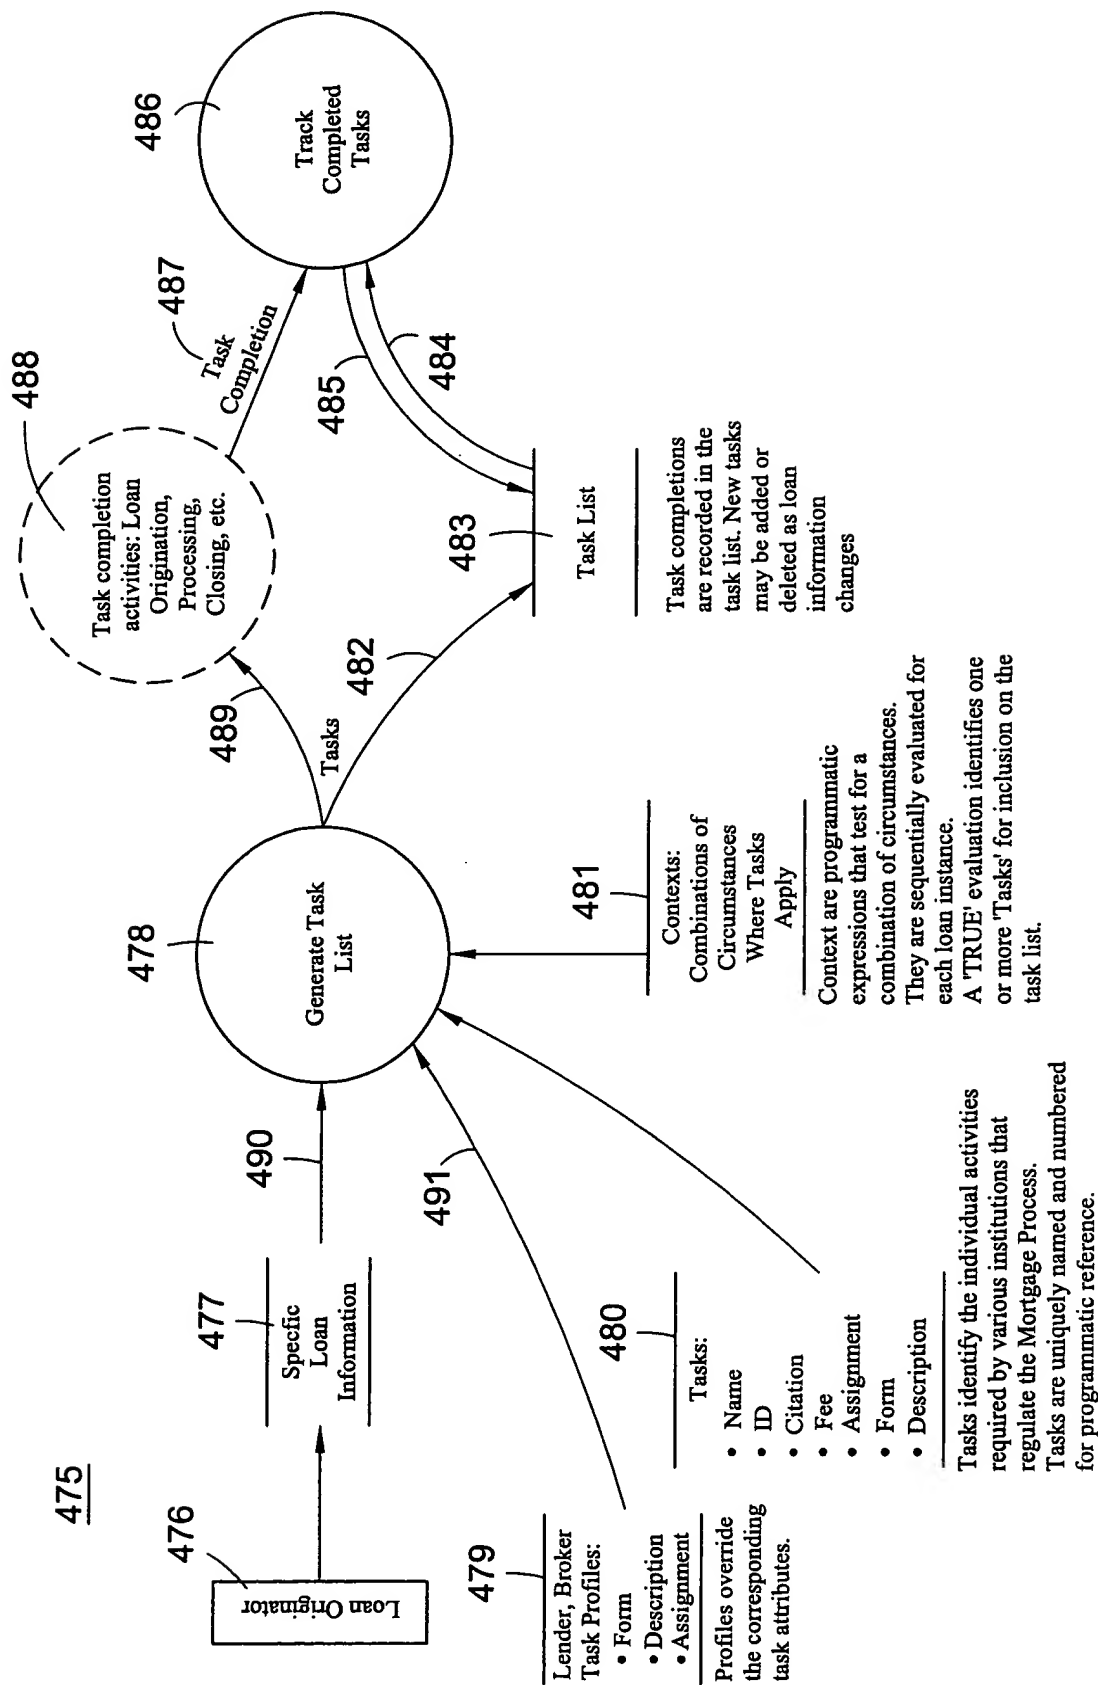 475
476
Loan Originator
477
Specfic
Loan
Information
490
478
Generate Task
List
489
Tasks
482
488
Task completion
activities: Loan
Origination,
Processing,
Closing, etc.
487
Task
Completion
486
Track
Completed
Tasks
485
484
483
Task List
Task completions
are recorded in the
task list. New tasks
may be added or
deleted as loan
information
changes
479
Lender, Broker
Task Profiles:
• Form
• Description
• Assignment
Profiles override
the corresponding
task attributes.
491
480
Tasks:
• Name
• ID
• Citation
• Fee
• Assignment
• Form
• Description
Tasks identify the individual activities
required by various institutions that
regulate the Mortgage Process.
Tasks are uniquely named and numbered
for programmatic reference.
481
Contexts:
Combinations of
Circumstances
Where Tasks
Apply
Context are programmatic
expressions that test for a
combination of circumstances.
They are sequentially evaluated for
each loan instance.
A 'TRUE' evaluation identifies one
or more 'Tasks' for inclusion on the
task list.